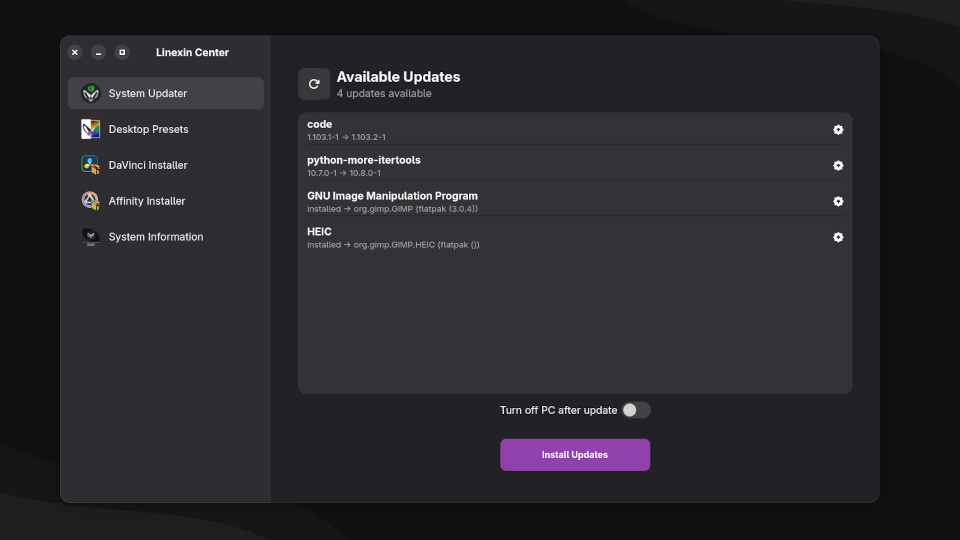 Linexin Center
System Updater
Desktop Presets
DaVinci Installer
Affinity Installer
System Information
Available Updates
4 updates available
code
1.103.1-1 → 1.103.2-1
python-more-itertools
10.7.0-1 → 10.8.0-1
GNU Image Manipulation Program
installed → org.gimp.GIMP (flatpak (3.0.4))
HEIC
installed → org.gimp.GIMP.HEIC (flatpak ())
Turn off PC after update
Install Updates